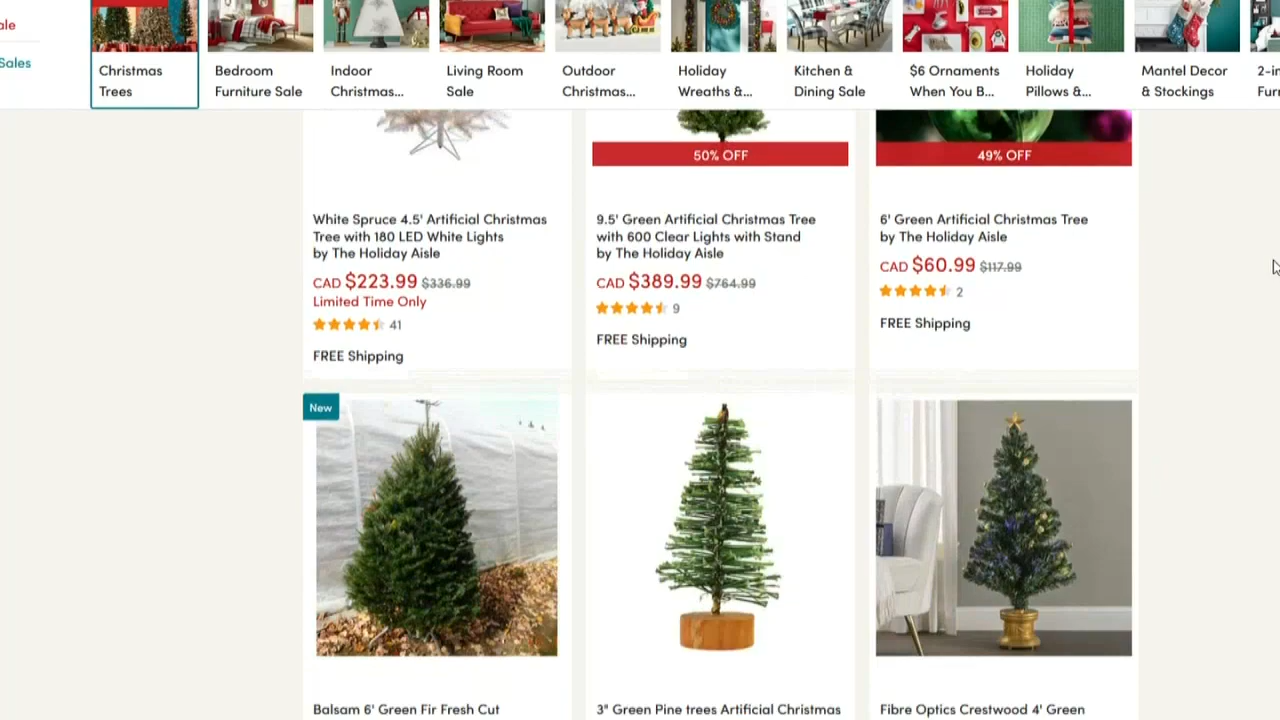 ale
Sales
Christmas
Trees
Bedroom
Furniture Sale
Indoor
Christmas...
Living Room
Sale
Outdoor
Christmas...
Holiday
Wreaths &...
Kitchen &
Dining Sale
$6 Ornaments
When You B...
Holiday
Pillows &...
Mantel Decor
& Stockings
2-in
Furn
50% OFF
49% OFF
White Spruce 4.5' Artificial Christmas
Tree with 180 LED White Lights
by The Holiday Aisle
CAD $223.99 $336.99
Limited Time Only
41
FREE Shipping
9.5' Green Artificial Christmas Tree
with 600 Clear Lights with Stand
by The Holiday Aisle
CAD $389.99 $764.99
9
FREE Shipping
6' Green Artificial Christmas Tree
by The Holiday Aisle
CAD $60.99 $117.99
2
FREE Shipping
New
Balsam 6' Green Fir Fresh Cut
3" Green Pine trees Artificial Christmas
Fibre Optics Crestwood 4' Green